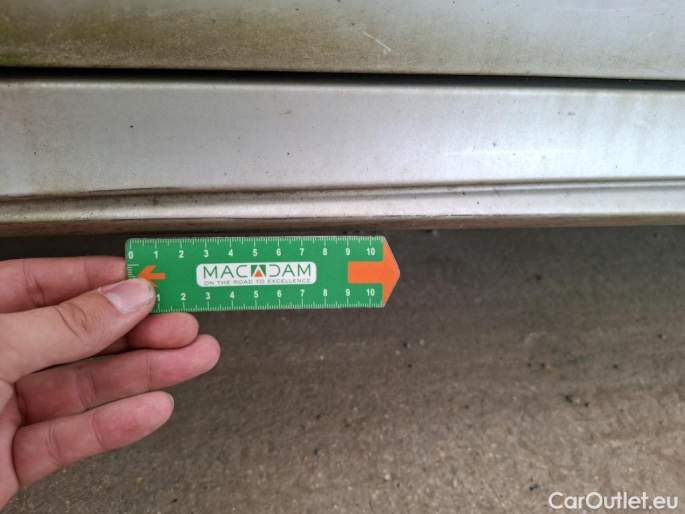 0 1 2 3 4 5 6 7 8 9 10
MACADAM
ON THE ROAD TO EXCELLENCE
1 2 3 4 5 6 7 8 9 10
CarOutlet.eu